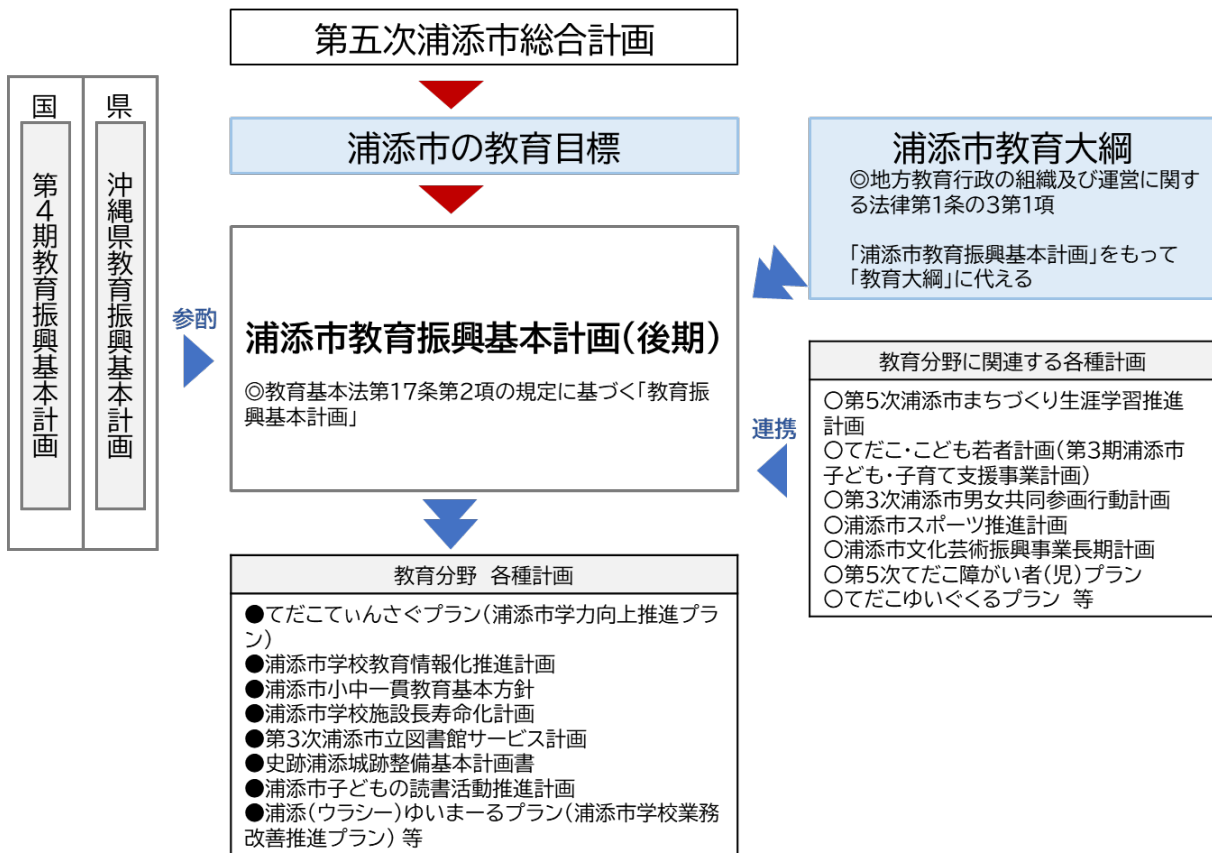 第五次浦添市総合計画
国
第4期教育振興基本計画
県
沖縄県教育振興基本計画
浦添市の教育目標
浦添市教育大綱
◎地方教育行政の組織及び運営に関す
る法律第1条の3第1項
「浦添市教育振興基本計画」をもって
「教育大綱」に代える
参酌
浦添市教育振興基本計画(後期)
◎教育基本法第17条第2項の規定に基づく「教育振
興基本計画」
連携
教育分野に関連する各種計画
○第5次浦添市まちづくり生涯学習推進
計画
○てだこ・こども若者計画(第3期浦添市
子ども・子育て支援事業計画)
○第3次浦添市男女共同参画行動計画
○浦添市スポーツ推進計画
○浦添市文化芸術振興事業長期計画
○第5次てだこ障がい者(児)プラン
○てだこゆいぐくるプラン 等
教育分野 各種計画
●てだこてぃんさぐプラン(浦添市学力向上推進プラ
ン)
●浦添市学校教育情報化推進計画
●浦添市小中一貫教育基本方針
●浦添市学校施設長寿命化計画
●第3次浦添市立図書館サービス計画
●史跡浦添城跡整備基本計画書
●浦添市子どもの読書活動推進計画
●浦添(ウラシー)ゆいまーるプラン(浦添市学校業務
改善推進プラン) 等